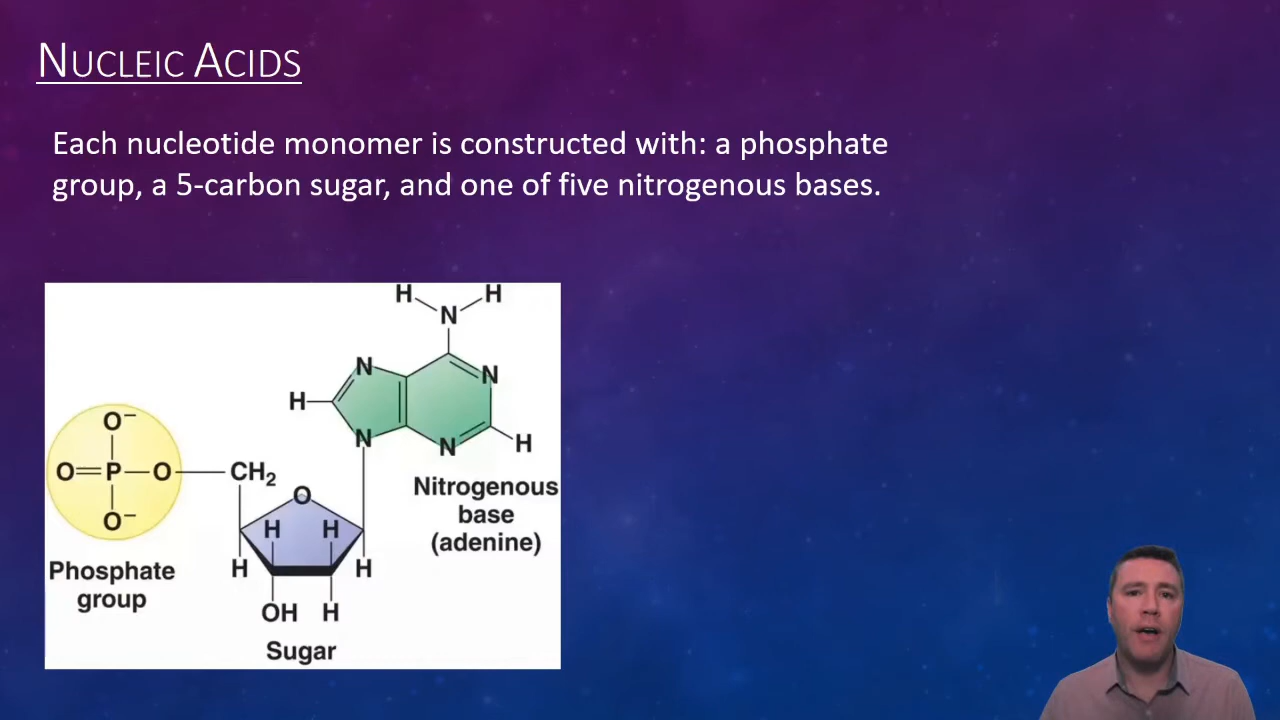 NUCLEIC ACIDS
Each nucleotide monomer is constructed with: a phosphate
group, a 5-carbon sugar, and one of five nitrogenous bases.
H H
N
N N
H
N N H
O⁻
O=P—O—CH₂
O⁻
O
H H
H H
OH H
Phosphate
group
Sugar
Nitrogenous
base
(adenine)